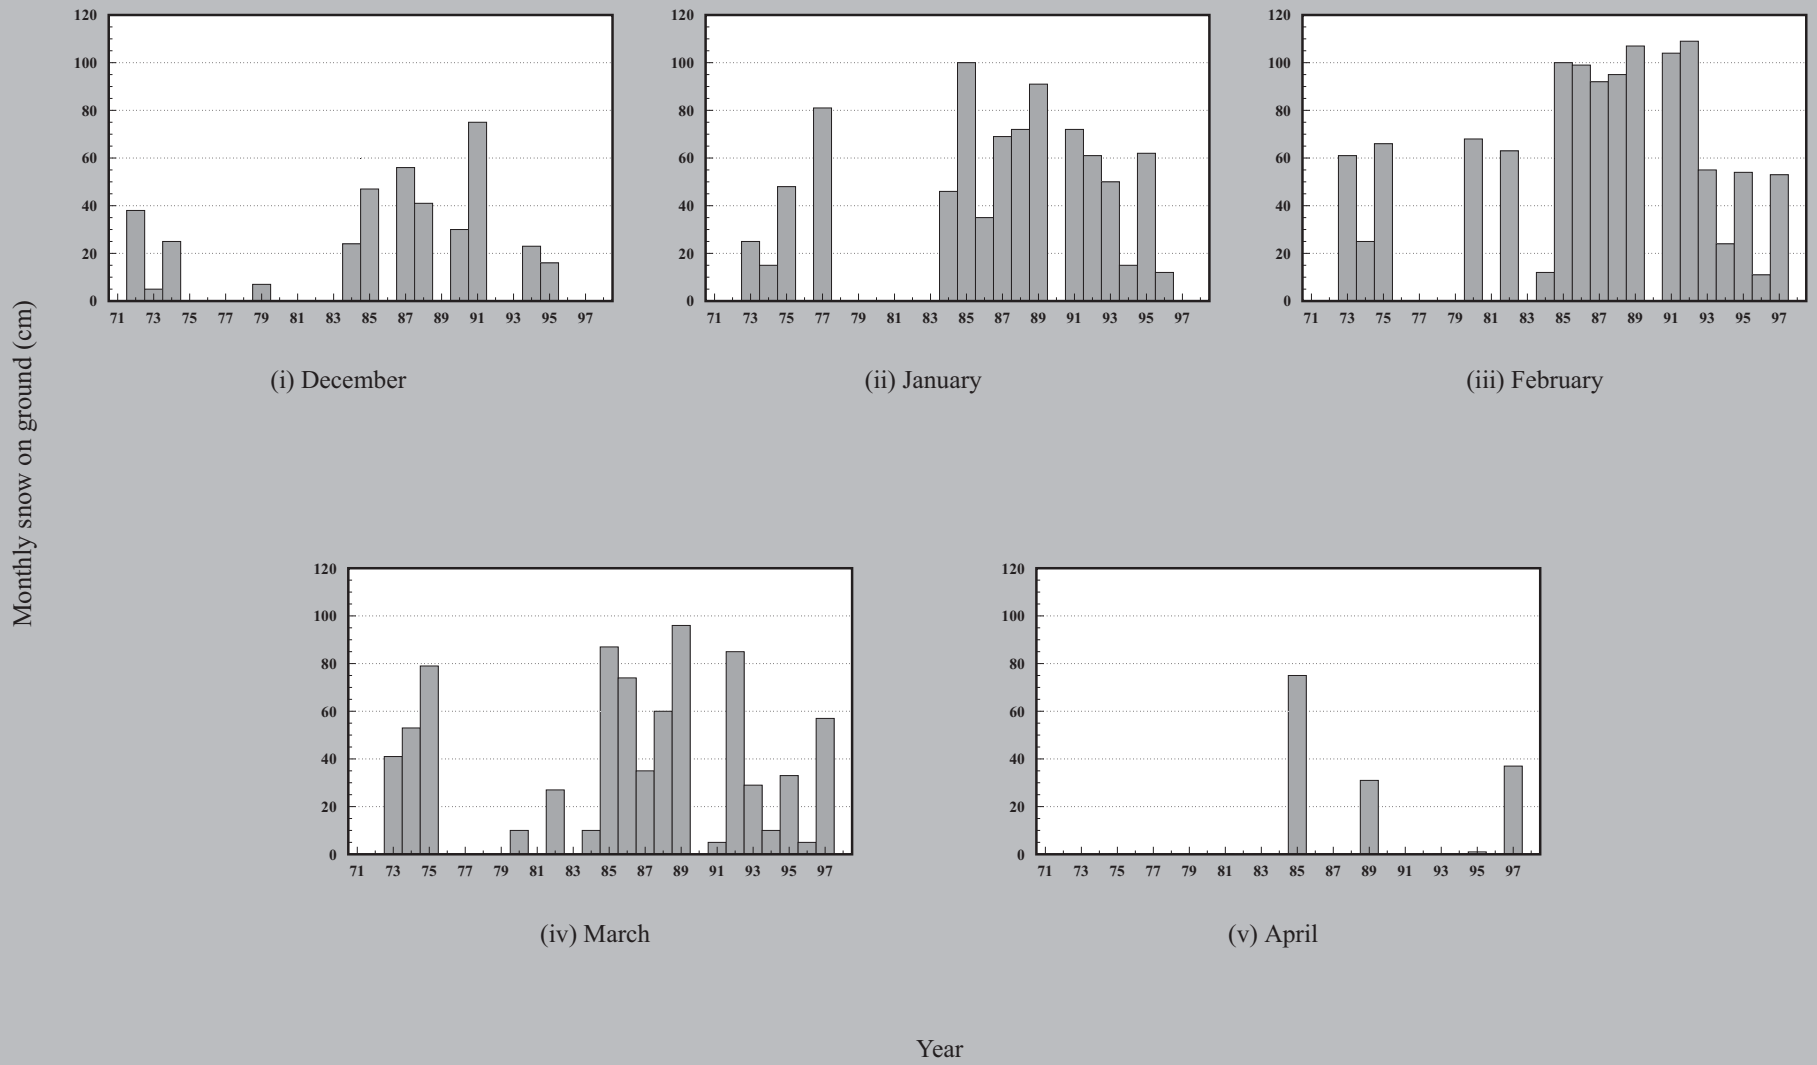 120 120 120
100 100 100
80 80 80
60 60 60
40 40 40
20 20 20
0 0 0
71 73 75 77 79 81 83 85 87 89 91 93 95 97 71 73 75 77 79 81 83 85 87 89 91 93 95 97 71 73 75 77 79 81 83 85 87 89 91 93 95 97
(i) December (ii) January (iii) February
Monthly snow on ground (cm)
120 120
100 100
80 80
60 60
40 40
20 20
0 0
71 73 75 77 79 81 83 85 87 89 91 93 95 97 71 73 75 77 79 81 83 85 87 89 91 93 95 97
(iv) March (v) April
Year